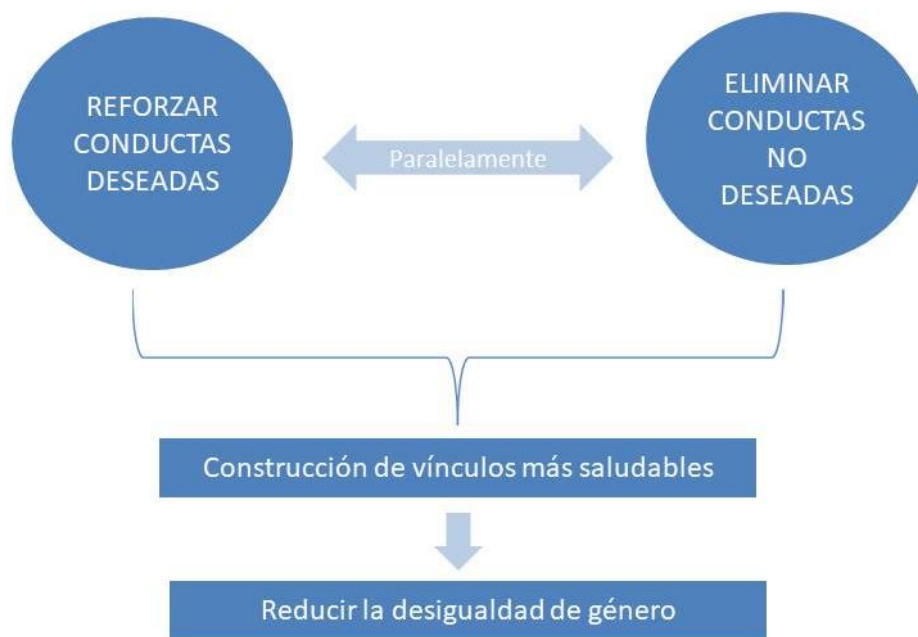 REFORZAR
CONDUCTAS
DESEADAS
Paralelamente
ELIMINAR
CONDUCTAS
NO
DESEADAS
Construcción de vínculos más saludables
Reducir la desigualdad de género